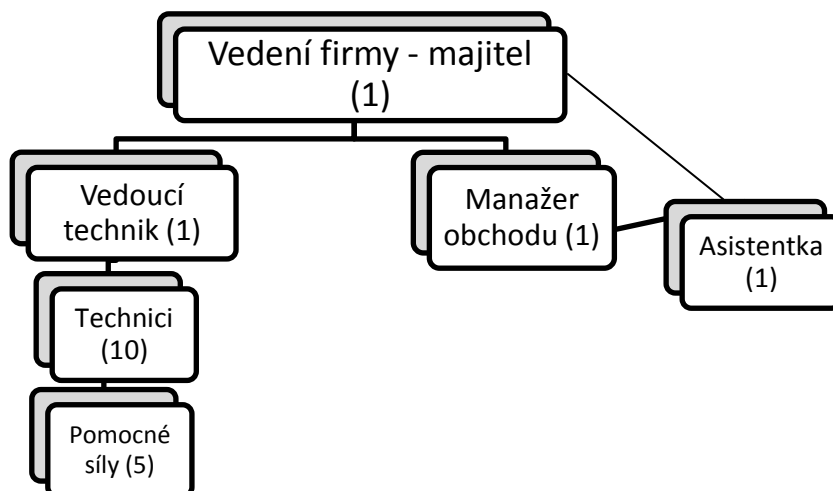 Vedení firmy - majitel
(1)
Vedoucí
technik (1)
Manažer
obchodu (1)
Asistentka
(1)
Technici
(10)
Pomocné
síly (5)